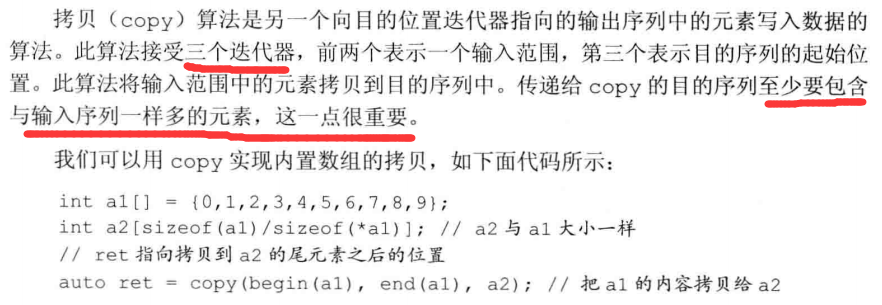 拷贝(copy)算法是另一个向目的位置迭代器指向的输出序列中的元素写入数据的
算法。此算法接受三个迭代器，前两个表示一个输入范围，第三个表示目的序列的起始位
置。此算法将输入范围中的元素拷贝到目的序列中。传递给 copy 的目的序列至少要包含
与输入序列一样多的元素，这一点很重要。
我们可以用 copy 实现内置数组的拷贝，如下面代码所示：
int a1[] = {0,1,2,3,4,5,6,7,8,9};
int a2[sizeof(a1)/sizeof(*a1)]; // a2 与 a1 大小一样
// ret 指向拷贝到 a2 的尾元素之后的位置
auto ret = copy(begin(a1), end(a1), a2); // 把 a1 的内容拷贝给 a2